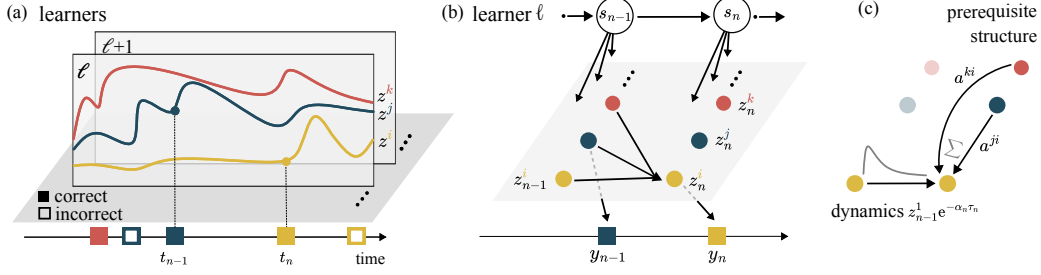 (a) learners
ℓ+1
ℓ
z^k
z^j
z^i
correct
incorrect
t_{n−1}
t_n
time
(b) learner ℓ
s_{n−1}
s_n
z_n^k
z_n^j
z_{n−1}^i
z_n^i
y_{n−1}
y_n
(c)
prerequisite
structure
a^{ki}
a^{ji}
∑
dynamics z_{n−1}^1 e^{−α_n τ_n}